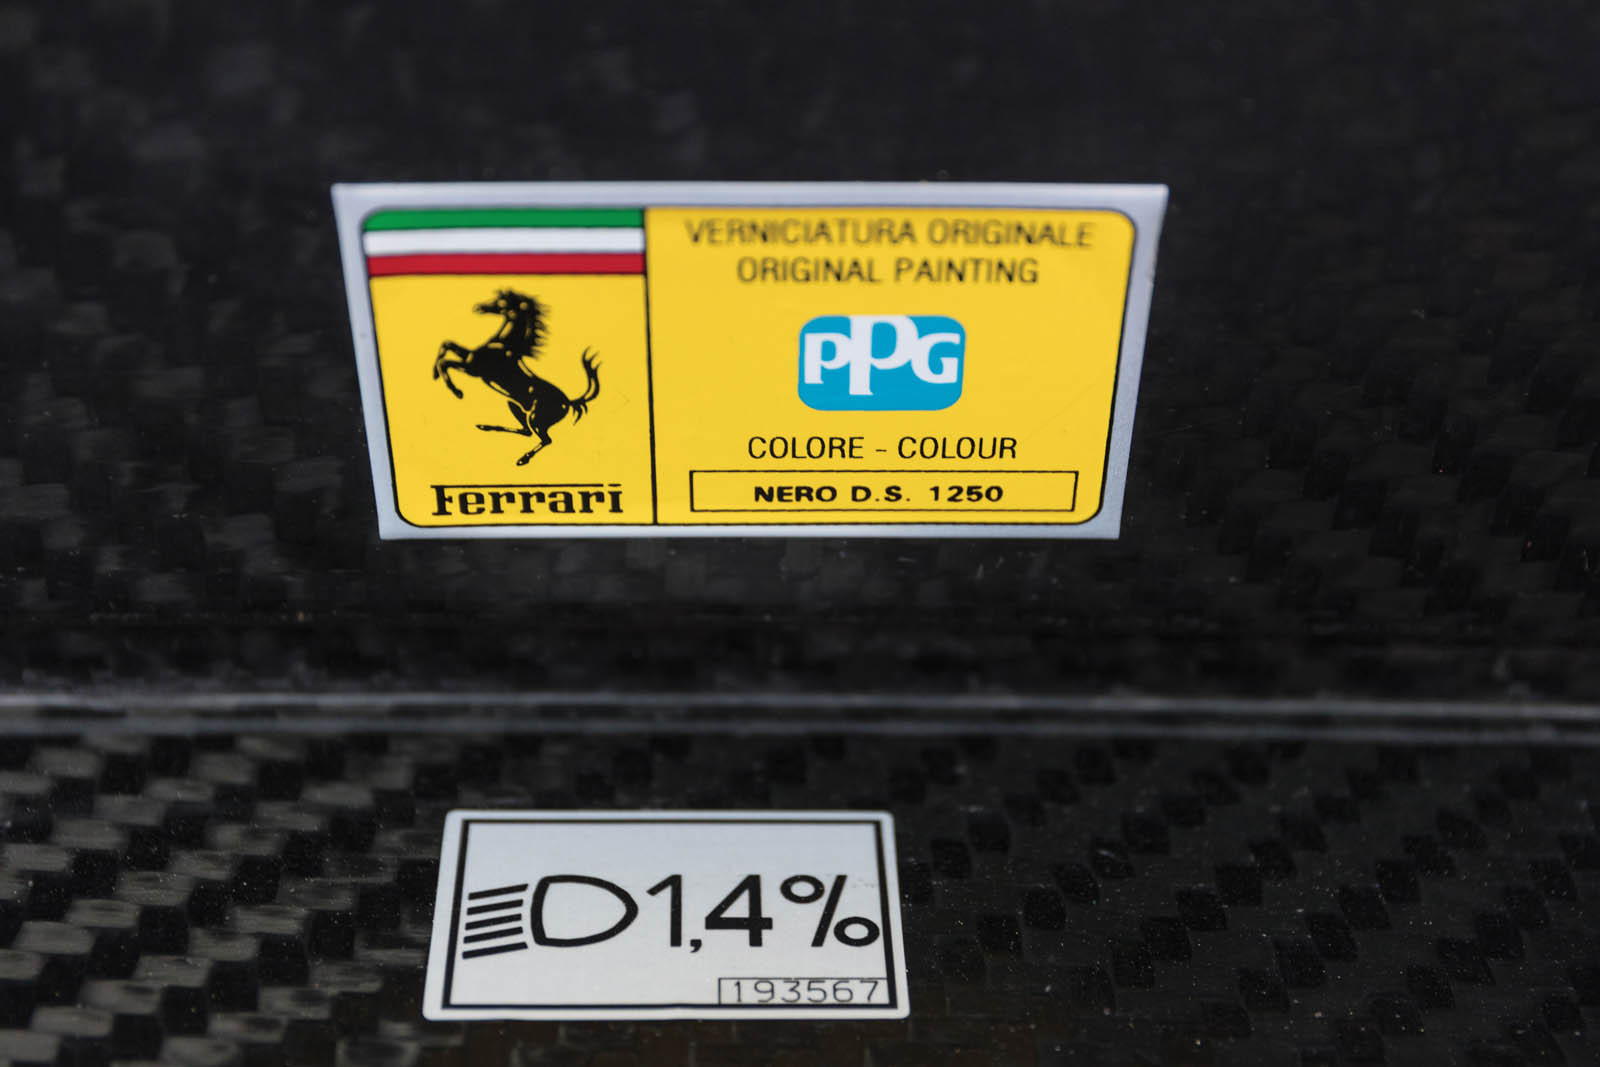 VERNICIATURA ORIGINALE
ORIGINAL PAINTING
PPG
COLORE - COLOUR
NERO D.S. 1250
Ferrari
1,4%
193567